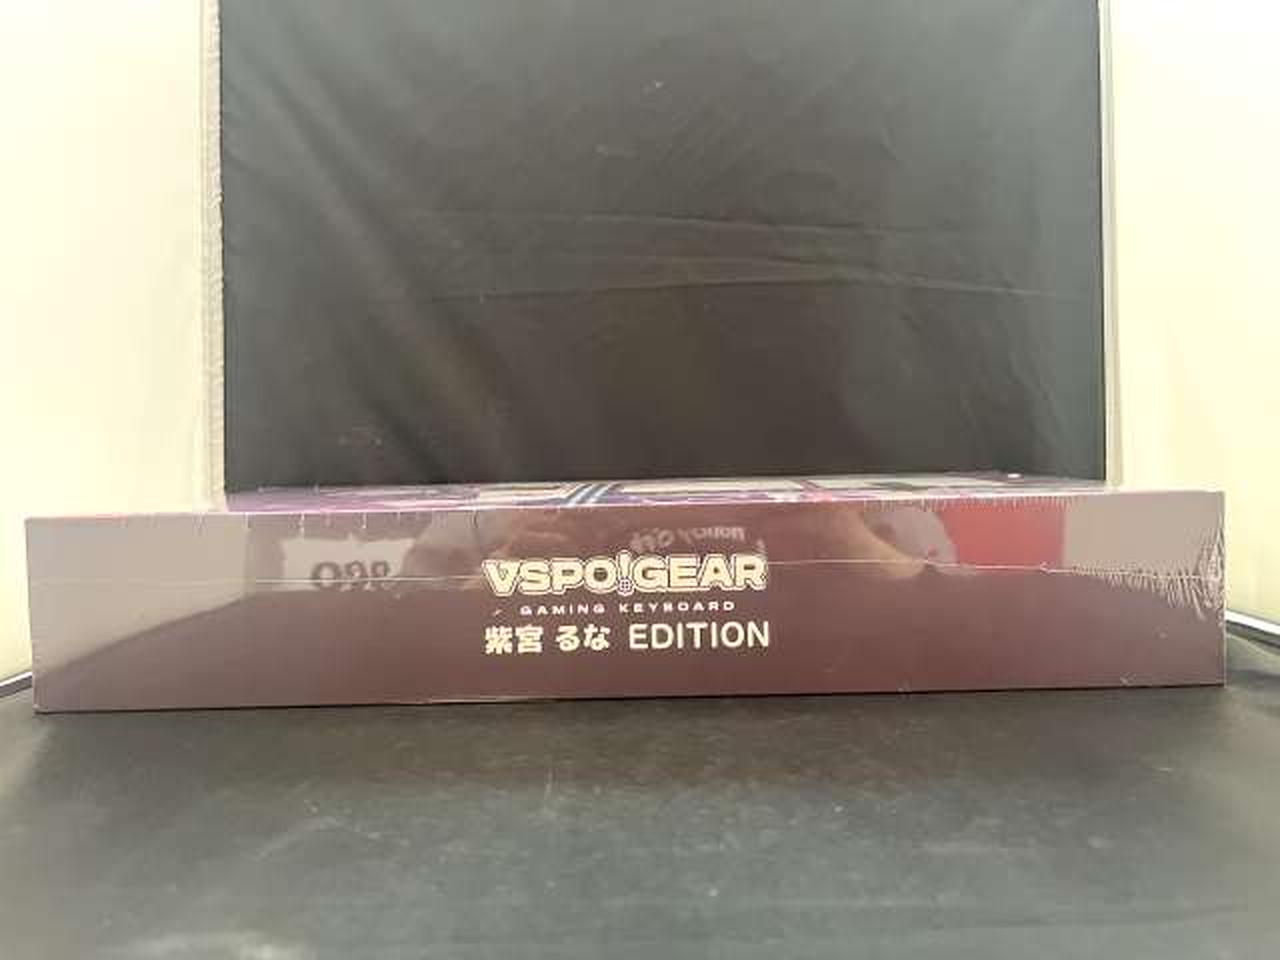 VSPO!GEAR
GAMING KEYBOARD
紫宮 るな EDITION